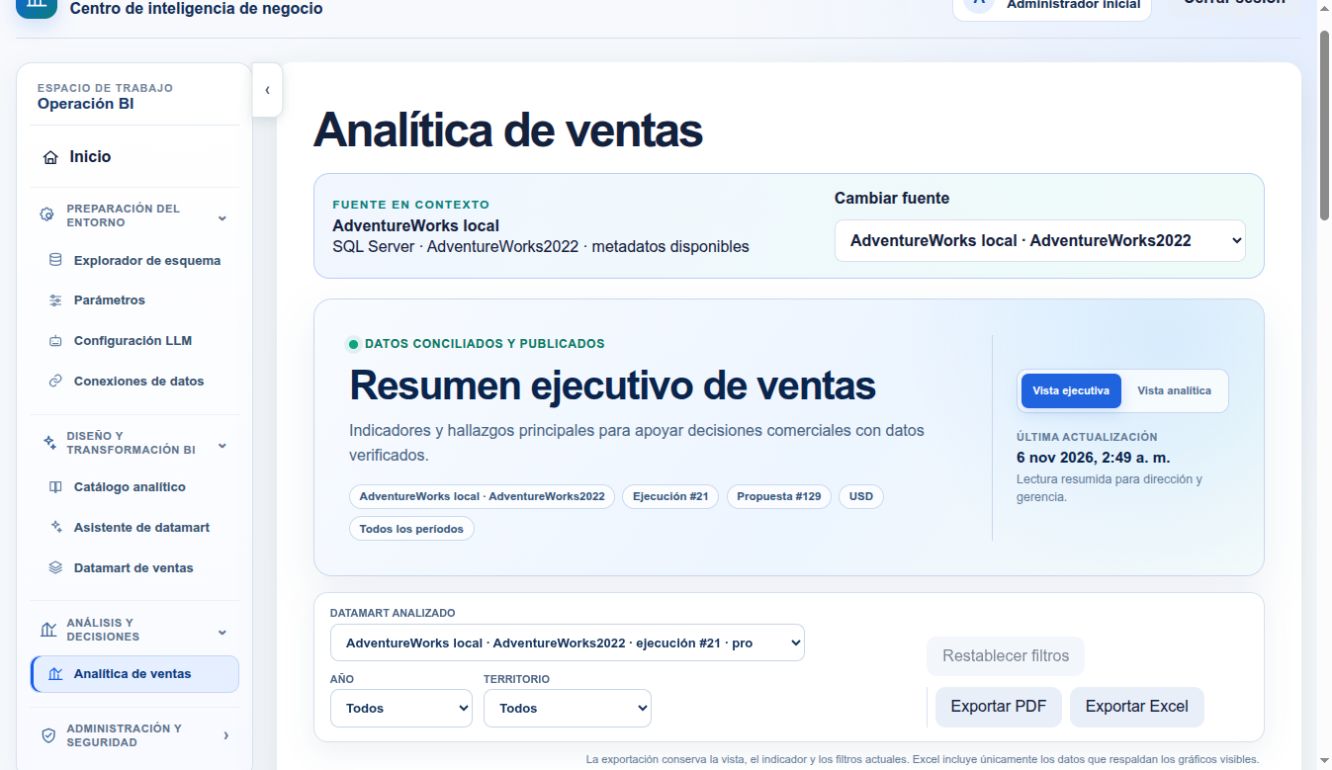 Centro de inteligencia de negocio
A
Administrador inicial
Cerrar sesión
ESPACIO DE TRABAJO
Operación BI
‹
Inicio
PREPARACIÓN DEL
ENTORNO
Explorador de esquema
Parámetros
Configuración LLM
Conexiones de datos
DISEÑO Y
TRANSFORMACIÓN BI
Catálogo analítico
Asistente de datamart
Datamart de ventas
ANÁLISIS Y
DECISIONES
Analítica de ventas
ADMINISTRACIÓN Y
SEGURIDAD
Analítica de ventas
FUENTE EN CONTEXTO
AdventureWorks local
SQL Server · AdventureWorks2022 · metadatos disponibles
Cambiar fuente
AdventureWorks local · AdventureWorks2022
DATOS CONCILIADOS Y PUBLICADOS
Resumen ejecutivo de ventas
Indicadores y hallazgos principales para apoyar decisiones comerciales con datos
verificados.
AdventureWorks local · AdventureWorks2022
Ejecución #21
Propuesta #129
USD
Todos los periodos
Vista ejecutiva
Vista analítica
ÚLTIMA ACTUALIZACIÓN
6 nov 2026, 2:49 a. m.
Lectura resumida para dirección y
gerencia.
DATAMART ANALIZADO
AdventureWorks local · AdventureWorks2022 · ejecución #21 · pro
AÑO
Todos
TERRITORIO
Todos
Restablecer filtros
Exportar PDF
Exportar Excel
La exportación conserva la vista, el indicador y los filtros actuales. Excel incluye únicamente los datos que respaldan los gráficos visibles.